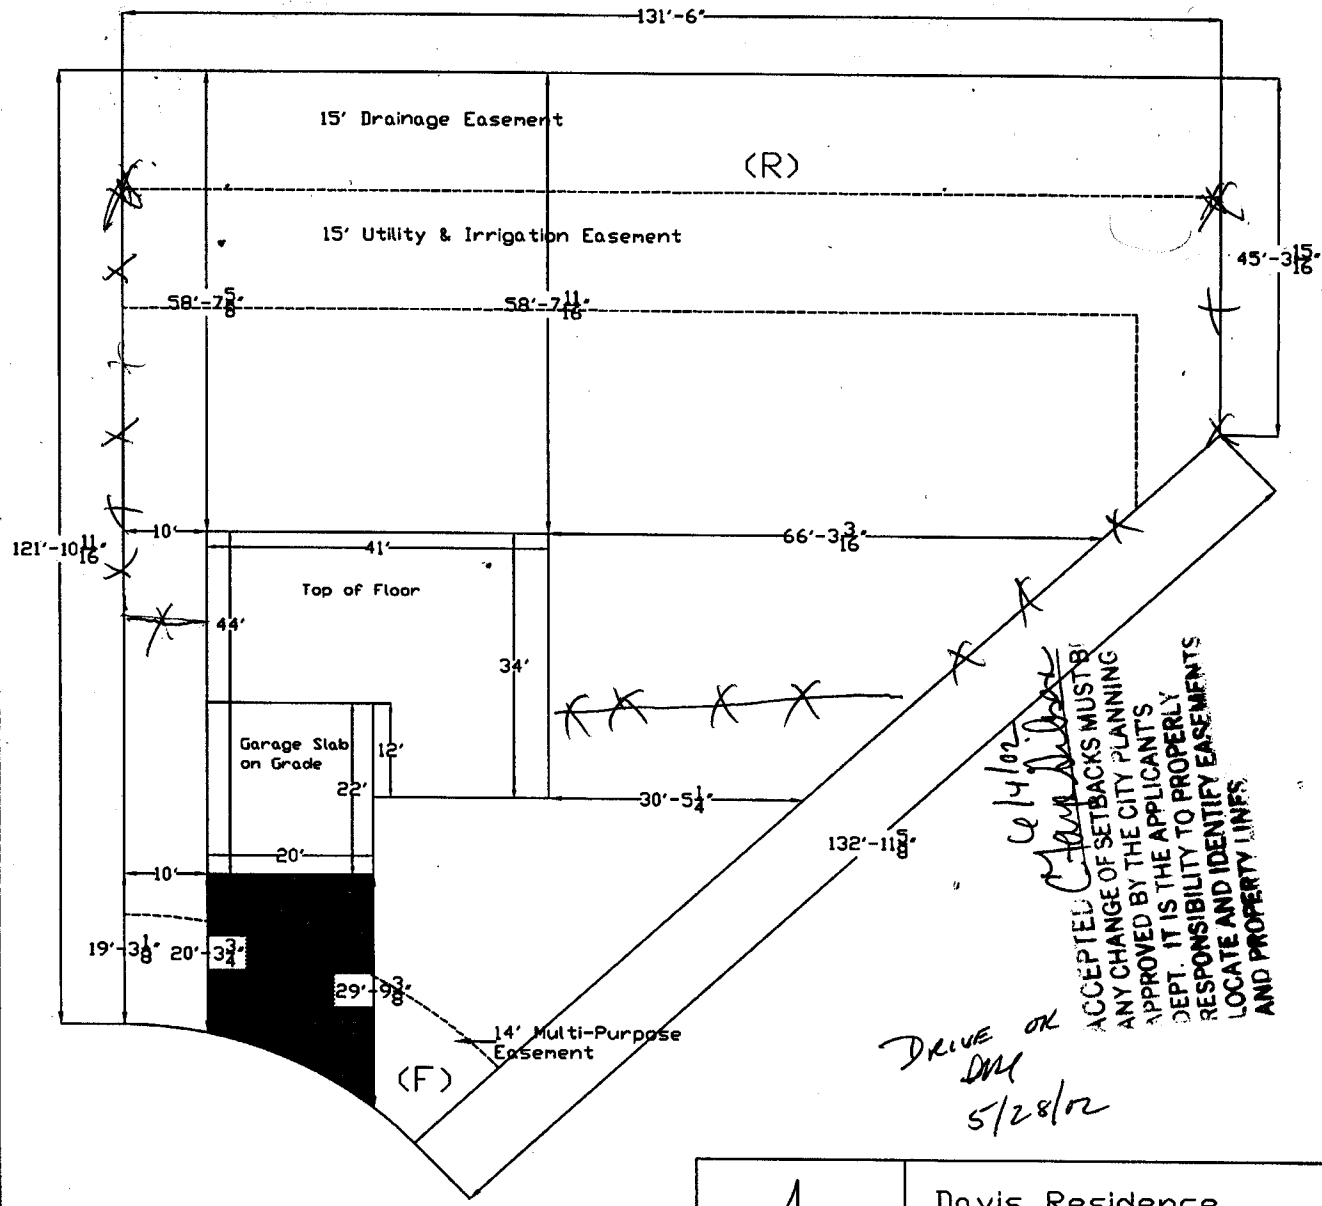 131'-6"
15' Drainage Easement
(R)
15' Utility & Irrigation Easement
45'-3 15/16"
58'-7 5/8"
58'-7 11/16"
121'-10 11/16"
10'
41'
66'-3 3/16"
Top of Floor
44'
34'
Garage Slab
on Grade
12'
22'
30'-5 1/4"
20'
10'
132'-11 5/8"
19'-3 1/8"
20'-3 3/4"
29'-9 3/8"
14' Multi-Purpose
Easement
(F)
ACCEPTED
ANY CHANGE OF SETBACKS MUST B
APPROVED BY THE CITY PLANNING
DEPT. IT IS THE APPLICANT'S
RESPONSIBILITY TO PROPERLY
LOCATE AND IDENTIFY EASEMENTS
AND PROPERTY LINES
DRIVE OK
5/28/02
Davis Residence